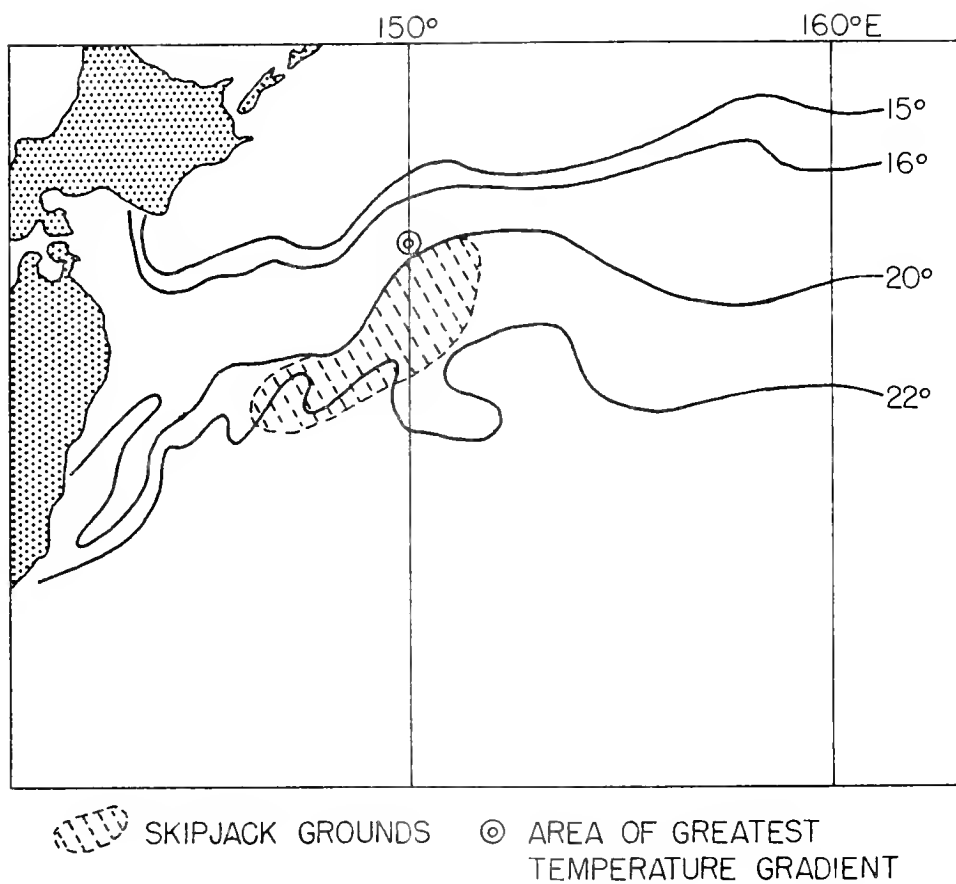 150° 160°E
15°
16°
20°
22°
SKIPJACK GROUNDS
AREA OF GREATEST
TEMPERATURE GRADIENT